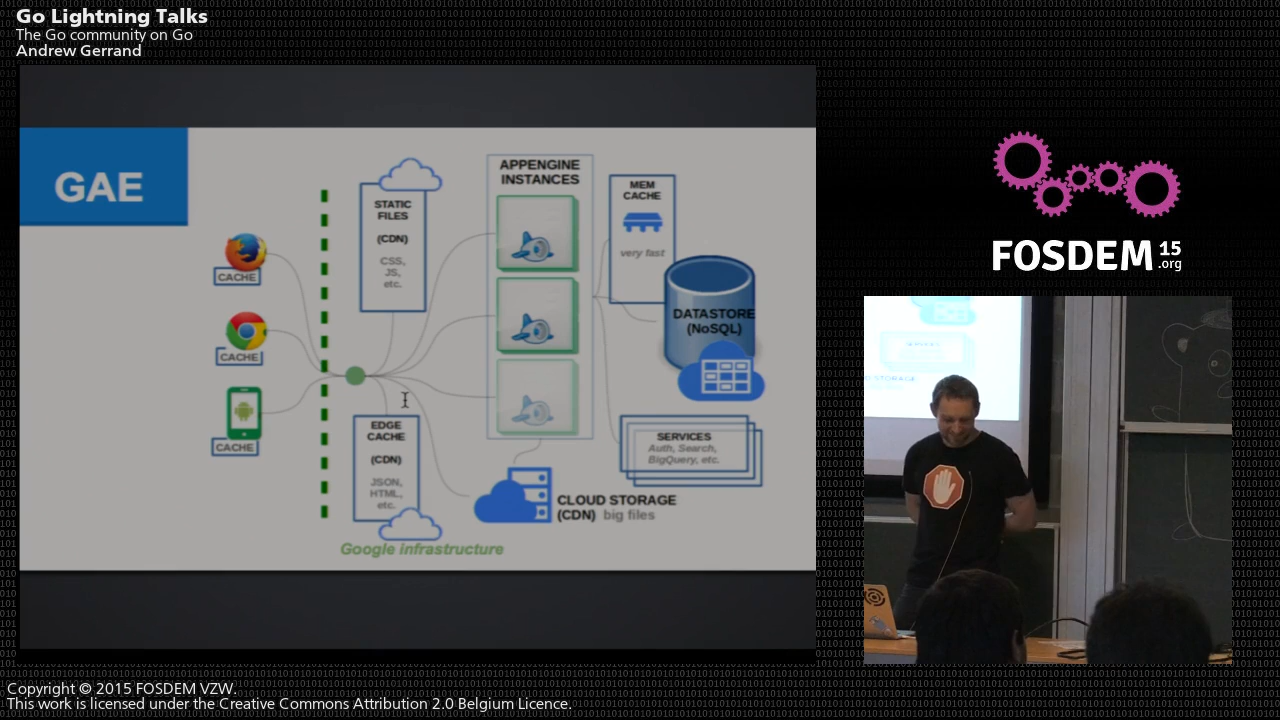 Go Lightning Talks
The Go community on Go
Andrew Gerrand
GAE
CACHE
CACHE
CACHE
STATIC
FILES
(CDN)
CSS,
JS,
etc.
EDGE
CACHE
(CDN)
JSON,
HTML,
etc.
Google infrastructure
APPENGINE
INSTANCES
MEM
CACHE
very fast
DATASTORE
(NoSQL)
SERVICES
Auth, Search,
BigQuery, etc.
CLOUD STORAGE
(CDN) big files
FOSDEM 15
.org
Copyright © 2015 FOSDEM VZW.
This work is licensed under the Creative Commons Attribution 2.0 Belgium Licence.